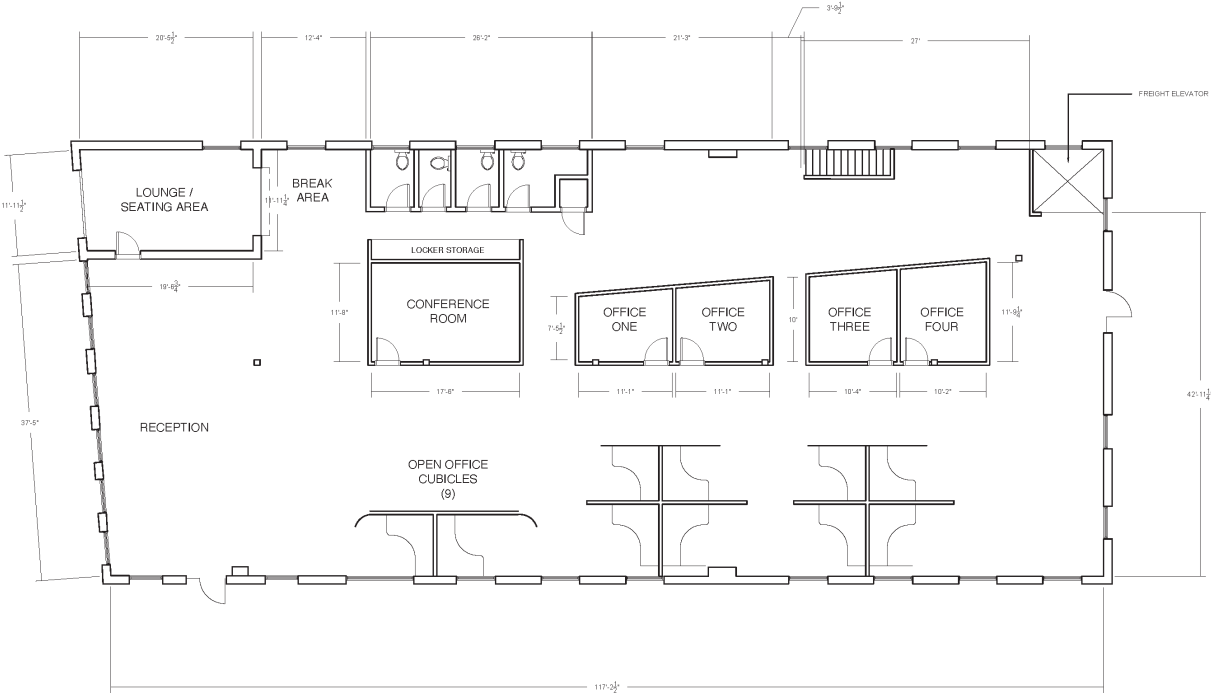 3'-9½"
20'-5½"
12'-4"
26'-2"
21'-3"
27'
FREIGHT ELEVATOR
LOUNGE /
SEATING AREA
BREAK
AREA
11'-11½"
11'-11¼"
LOCKER STORAGE
19'-6¾"
CONFERENCE
ROOM
11'-8"
OFFICE
ONE
OFFICE
TWO
OFFICE
THREE
OFFICE
FOUR
7'-5½"
10'
11'-9¼"
17'-6"
11'-1"
11'-1"
10'-4"
10'-2"
42'-11¼"
37'-5"
RECEPTION
OPEN OFFICE
CUBICLES
(9)
117'-2½"